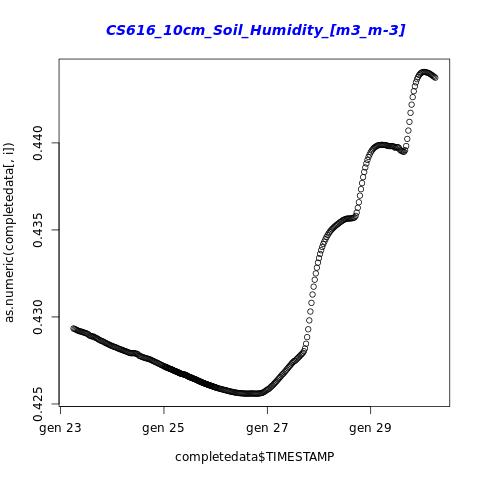 CS616_10cm_Soil_Humidity_[m3_m-3]
as.numeric(completedata[, i])
0.440
0.435
0.430
0.425
gen 23 gen 25 gen 27 gen 29
completedata$TIMESTAMP